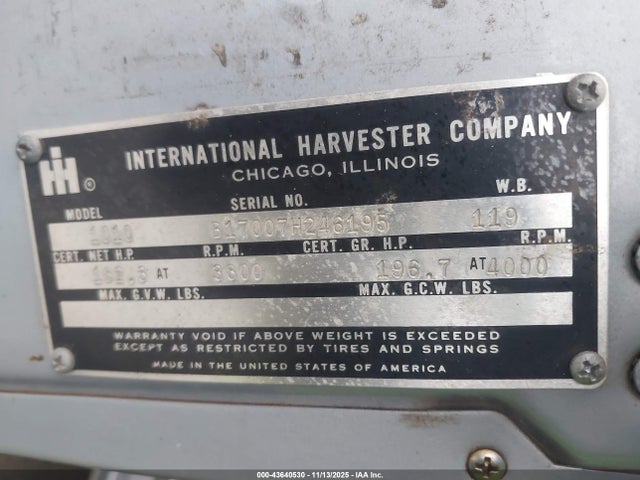 IH ©
INTERNATIONAL HARVESTER COMPANY
CHICAGO, ILLINOIS
MODEL SERIAL NO. W.B.
1010 317007H246195 119
CERT. NET H.P. R.P.M. CERT. GR. H.P. R.P.M.
AT 3600 196.7 AT 4000
MAX. G.V.W. LBS. MAX. G.C.W. LBS.
WARRANTY VOID IF ABOVE WEIGHT IS EXCEEDED
EXCEPT AS RESTRICTED BY TIRES AND SPRINGS
MADE IN THE UNITED STATES OF AMERICA
000-43640530 - 11/13/2025 - IAA Inc.